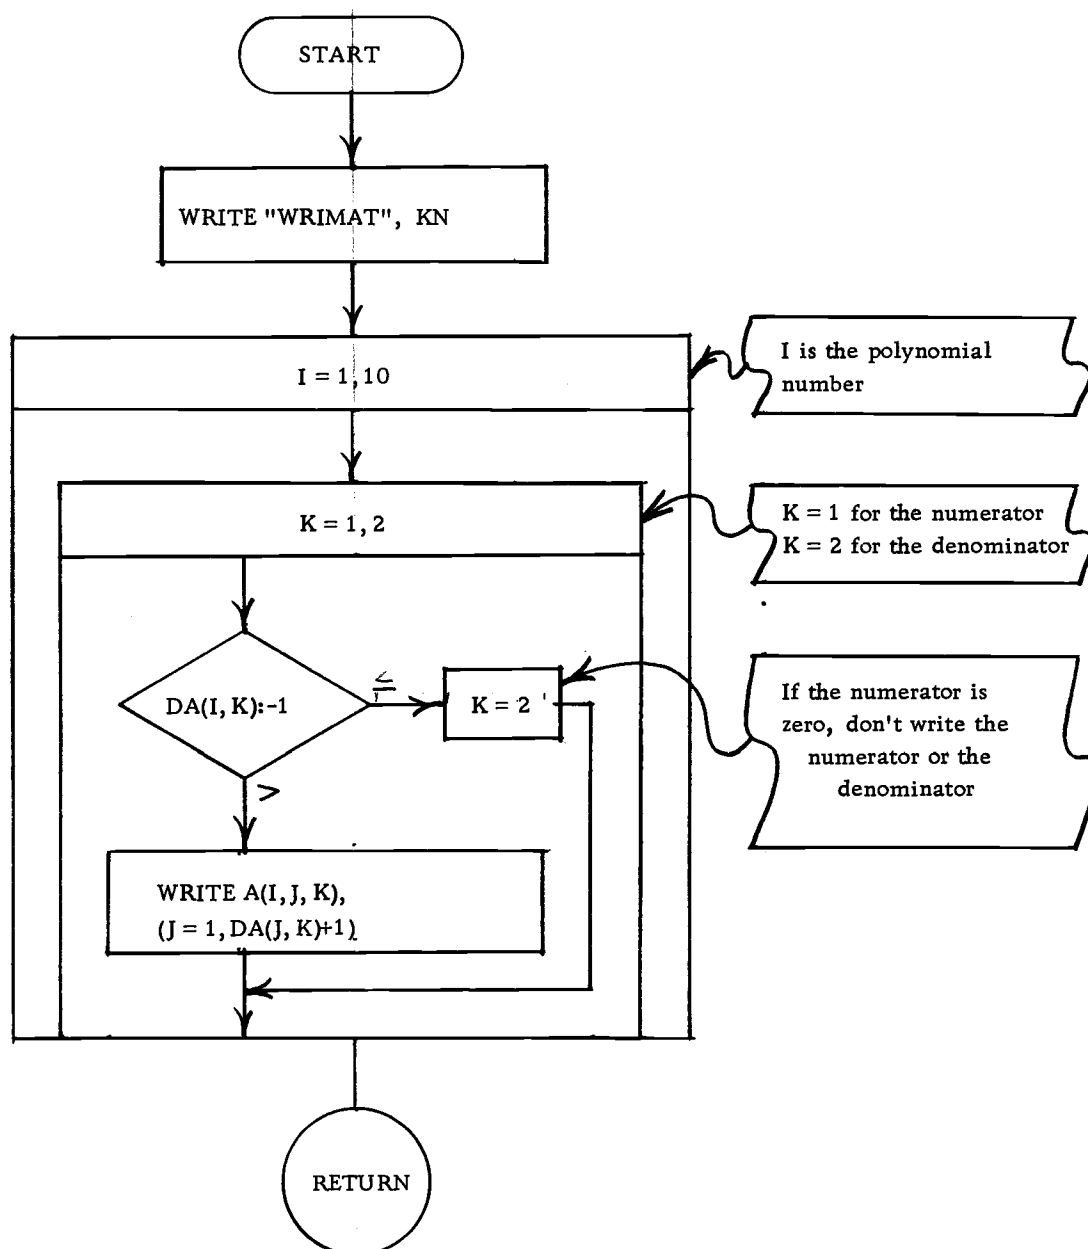 START
WRITE "WRIMAT", KN
I = 1, 10
I is the polynomial
number
K = 1, 2
K = 1 for the numerator
K = 2 for the denominator
DA(I, K):-1
≤
K = 2
If the numerator is
zero, don't write the
numerator or the
denominator
>
WRITE A(I, J, K),
(J = 1, DA(J, K)+1)
RETURN